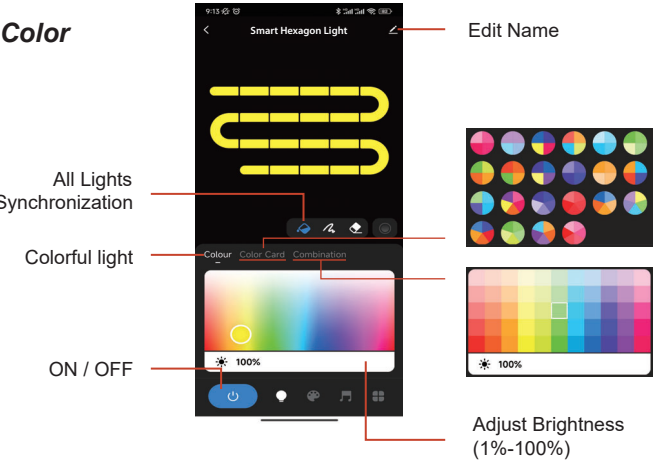 Color
9:13
Smart Hexagon Light
Edit Name
All Lights
Synchronization
Colorful light
Colour Color Card Combination
100%
100%
ON / OFF
Adjust Brightness
(1%-100%)